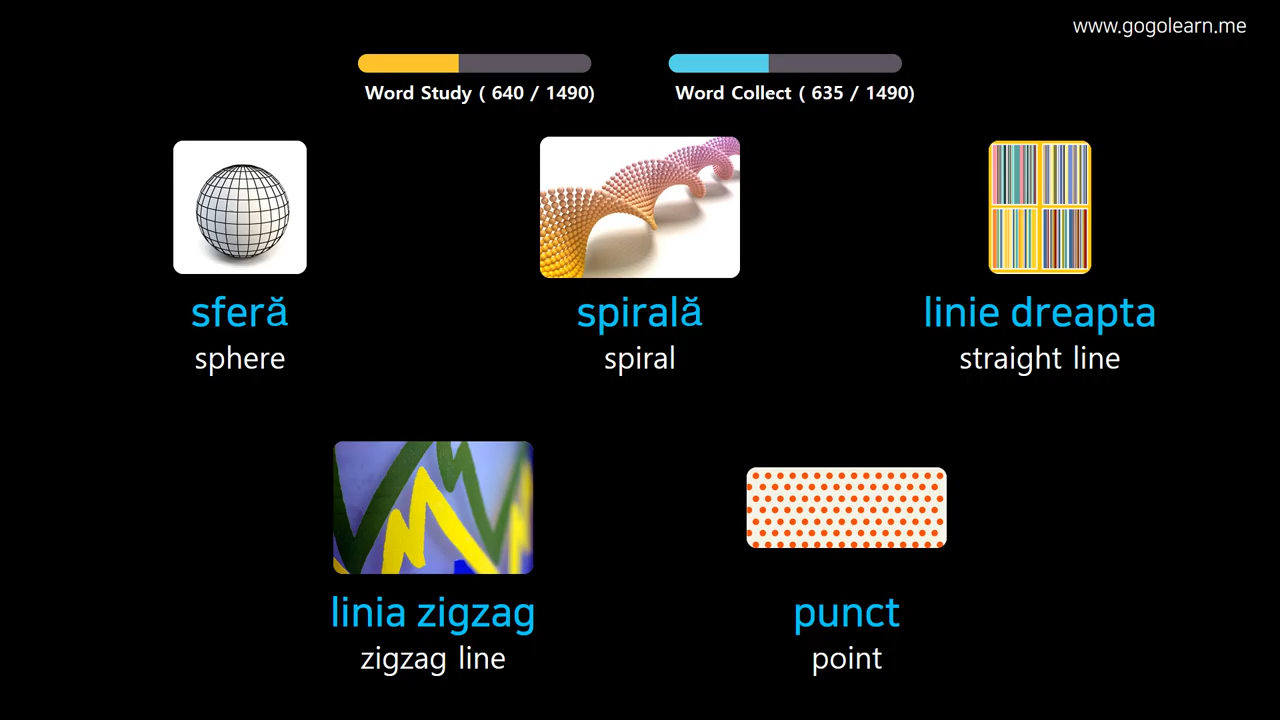 www.gogolearn.me
Word Study ( 640 / 1490)
Word Collect ( 635 / 1490)
sferă
sphere
spirală
spiral
linie dreapta
straight line
linia zigzag
zigzag line
punct
point